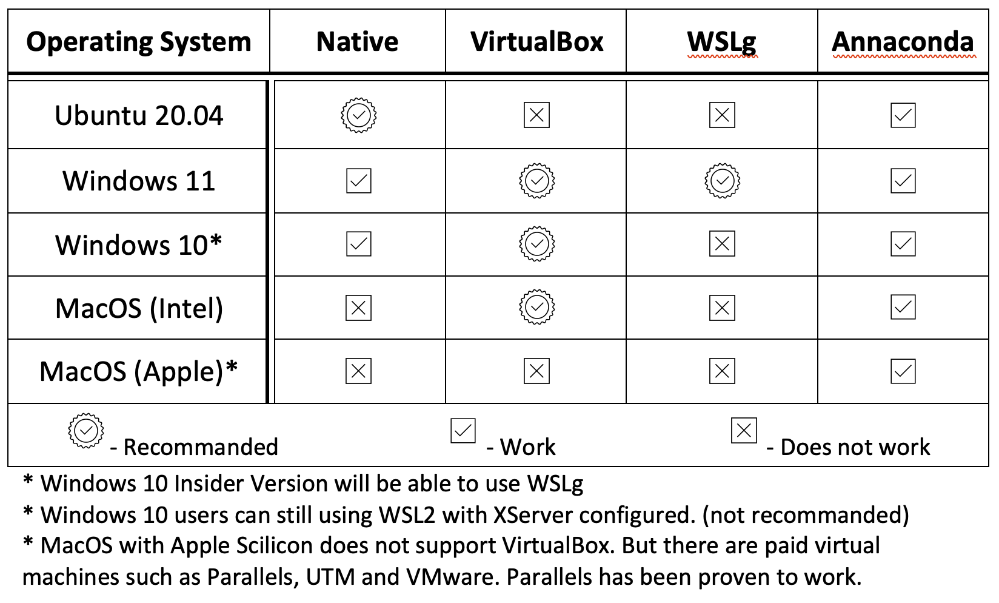 Operating System Native VirtualBox WSLg Annaconda
Ubuntu 20.04
Windows 11
Windows 10*
MacOS (Intel)
MacOS (Apple)*
- Recommanded - Work - Does not work
* Windows 10 Insider Version will be able to use WSLg
* Windows 10 users can still using WSL2 with XServer configured. (not recommanded)
* MacOS with Apple Scilicon does not support VirtualBox. But there are paid virtual
machines such as Parallels, UTM and VMware. Parallels has been proven to work.